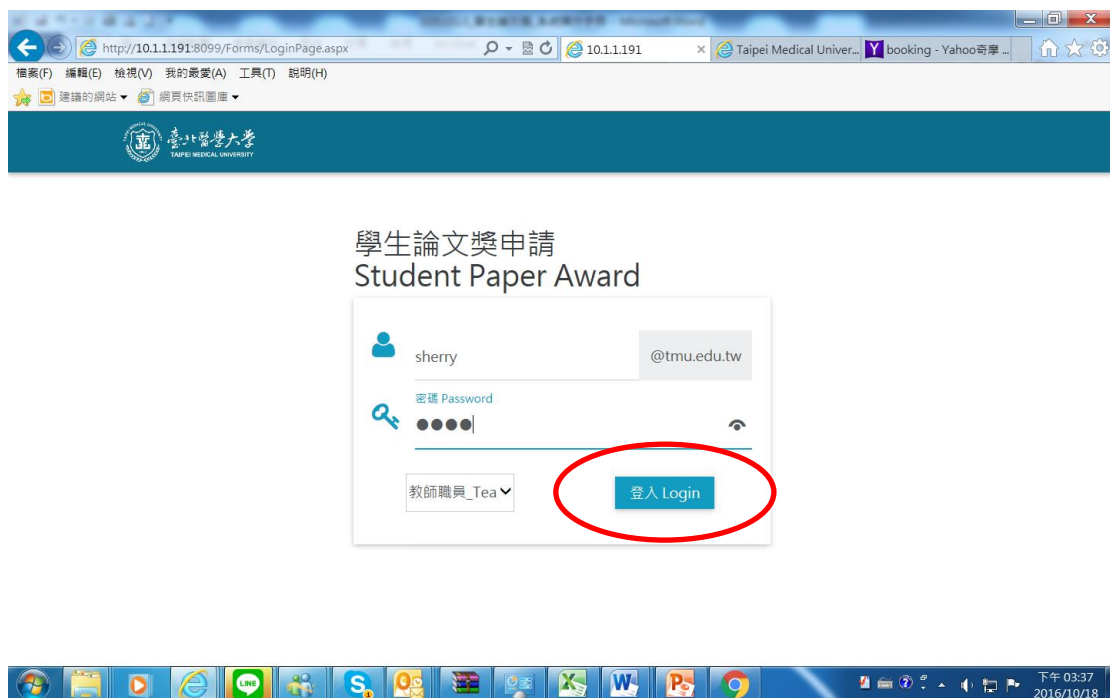 http://10.1.1.191:8099/Forms/LoginPage.aspx
10.1.1.191
Taipei Medical Univer...
booking - Yahoo奇摩 ...
檔案(F) 編輯(E) 檢視(V) 我的最愛(A) 工具(T) 說明(H)
建議的網站 網頁快訊圖庫
臺北醫學大學
TAIPEI MEDICAL UNIVERSITY
學生論文獎申請
Student Paper Award
sherry @tmu.edu.tw
密碼 Password
教師職員_Tea 登入 Login
下午 03:37
2016/10/18